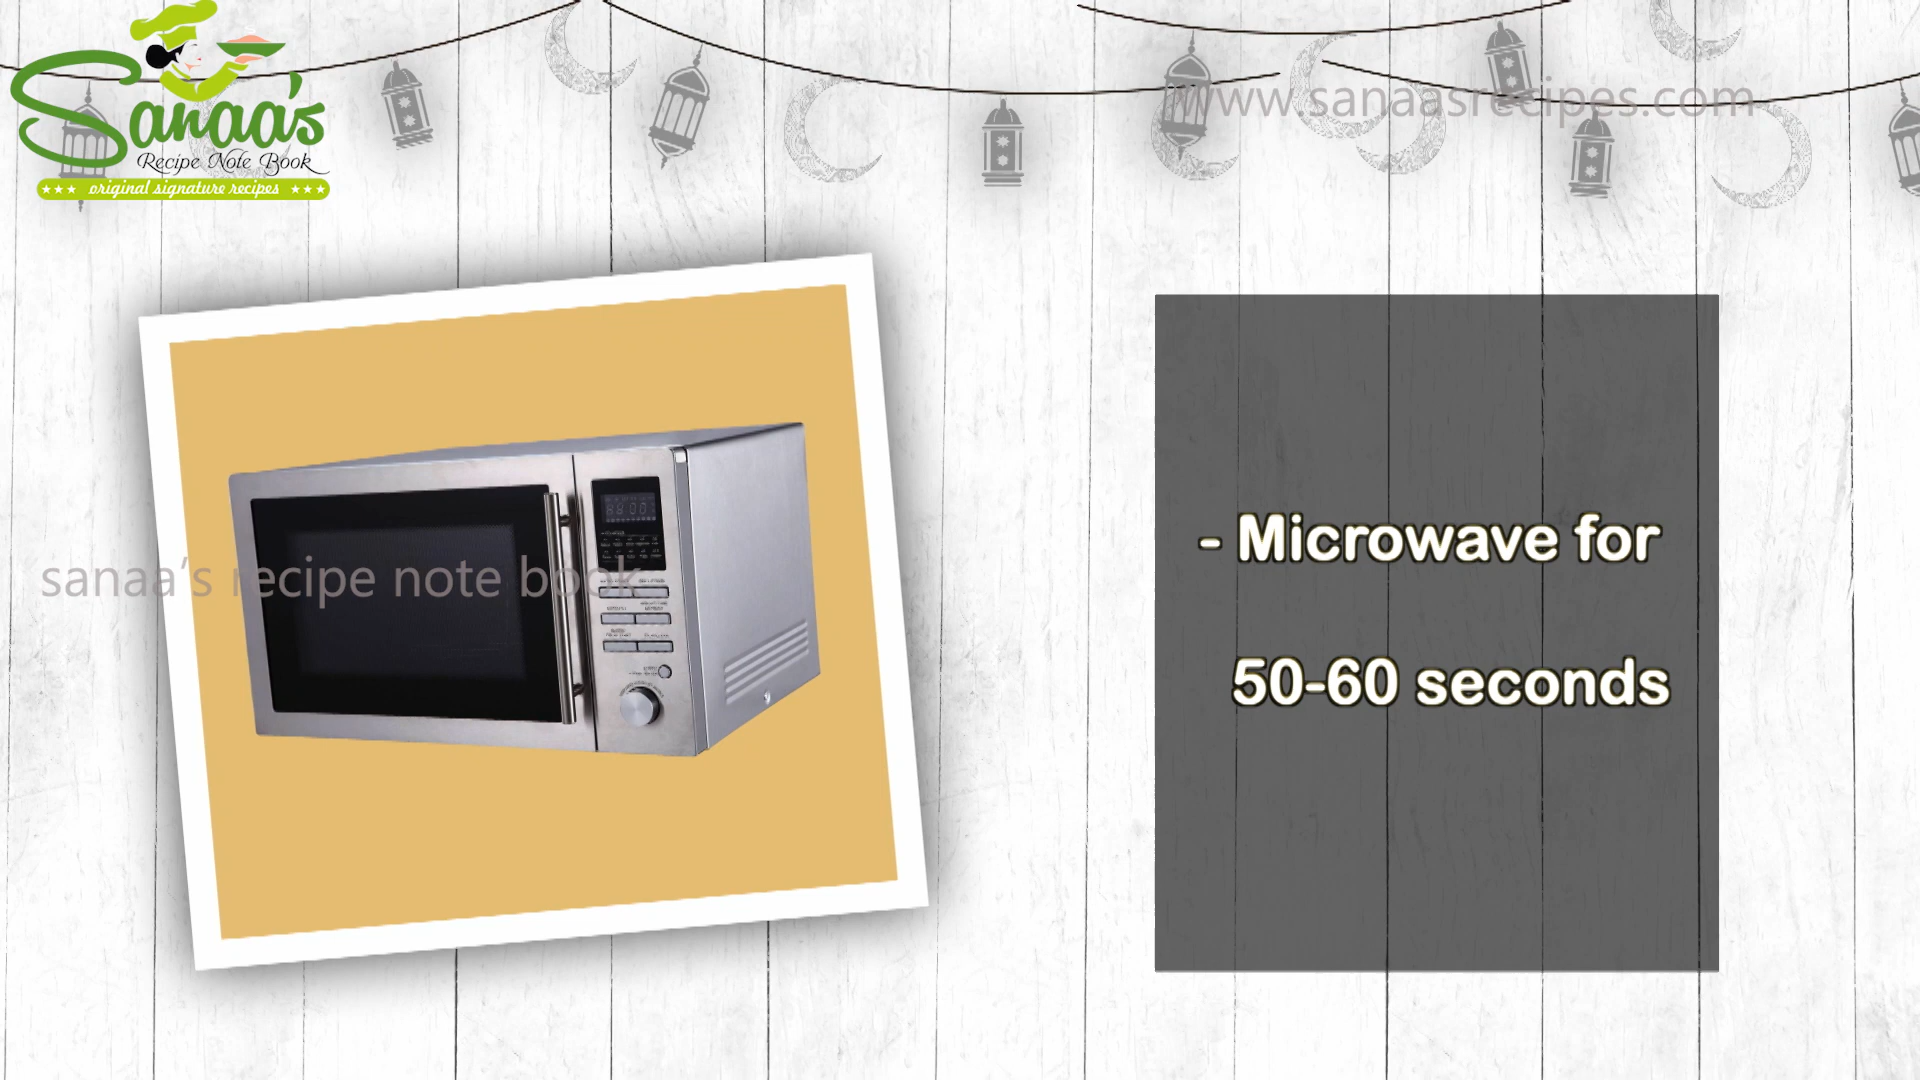 Sanaa's
Recipe Note Book
original signature recipes
www.sanaasrecipes.com
sanaa's recipe note book
- Microwave for
50-60 seconds